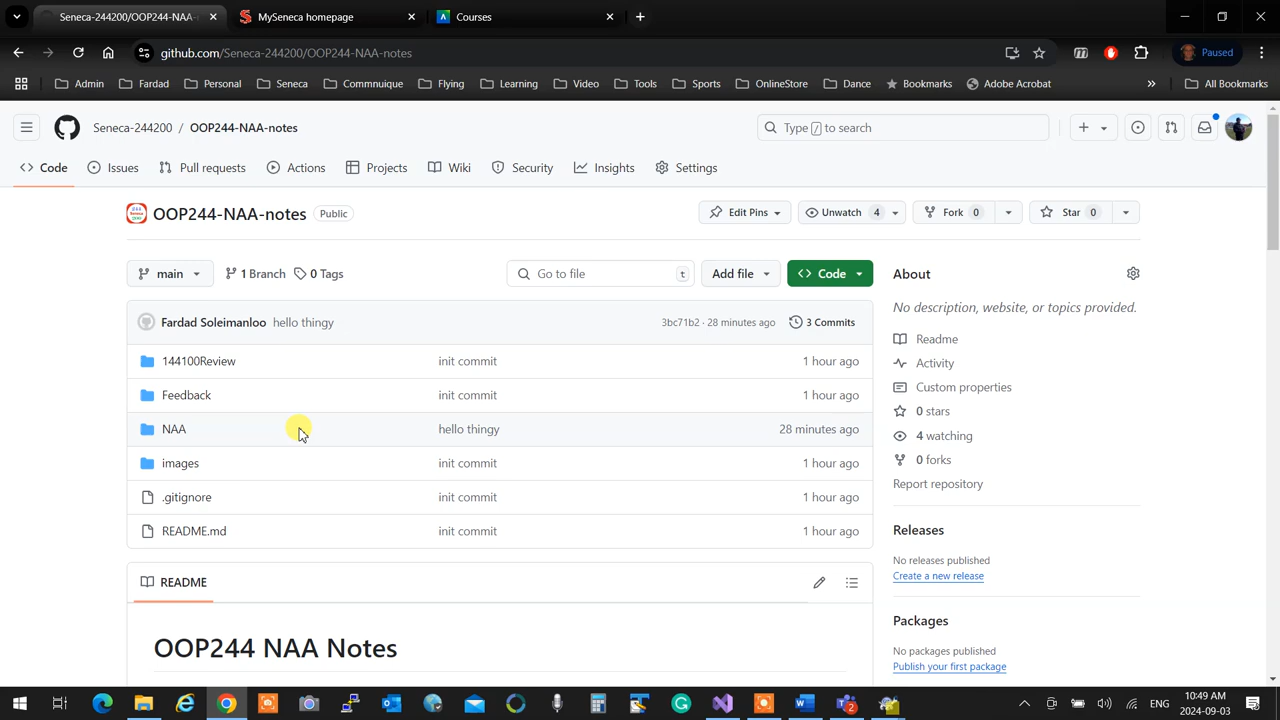 Seneca-244200/OOP244-NAA-
MySeneca homepage
Courses
github.com/Seneca-244200/OOP244-NAA-notes
Paused
Admin
Fardad
Personal
Seneca
Commnuique
Flying
Learning
Video
Tools
Sports
OnlineStore
Dance
Bookmarks
Adobe Acrobat
All Bookmarks
Seneca-244200 / OOP244-NAA-notes
Type / to search
Code
Issues
Pull requests
Actions
Projects
Wiki
Security
Insights
Settings
OOP244-NAA-notes Public
Edit Pins
Unwatch 4
Fork 0
Star 0
main
1 Branch
0 Tags
Go to file t
Add file
Code
About
No description, website, or topics provided.
Fardad Soleimanloo hello thingy 3bc71b2 · 28 minutes ago 3 Commits
144100Review init commit 1 hour ago
Feedback init commit 1 hour ago
NAA hello thingy 28 minutes ago
images init commit 1 hour ago
.gitignore init commit 1 hour ago
README.md init commit 1 hour ago
Readme
Activity
Custom properties
0 stars
4 watching
0 forks
Report repository
Releases
No releases published
Create a new release
Packages
No packages published
Publish your first package
README
OOP244 NAA Notes
ENG
10:49 AM
2024-09-03